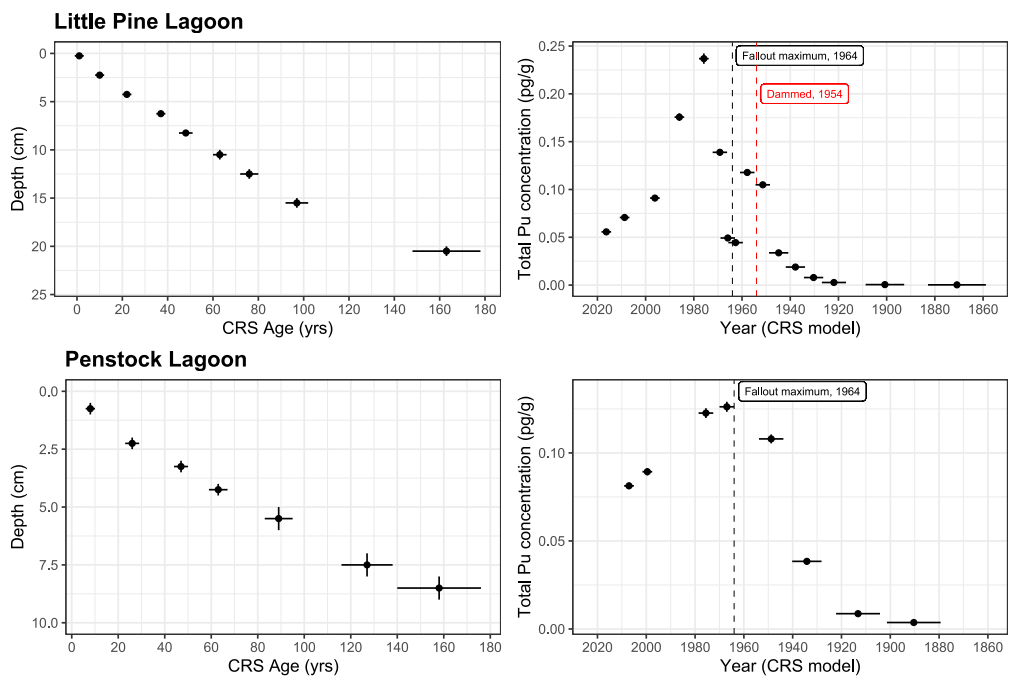 Little Pine Lagoon
0
5
10
15
20
25
Depth (cm)
0 20 40 60 80 100 120 140 160 180
CRS Age (yrs)
0.25
0.20
0.15
0.10
0.05
0.00
Total Pu concentration (pg/g)
Fallout maximum, 1964
Dammed, 1954
2020 2000 1980 1960 1940 1920 1900 1880 1860
Year (CRS model)
Penstock Lagoon
0.0
2.5
5.0
7.5
10.0
Depth (cm)
0 20 40 60 80 100 120 140 160 180
CRS Age (yrs)
0.10
0.05
0.00
Total Pu concentration (pg/g)
Fallout maximum, 1964
2020 2000 1980 1960 1940 1920 1900 1880 1860
Year (CRS model)